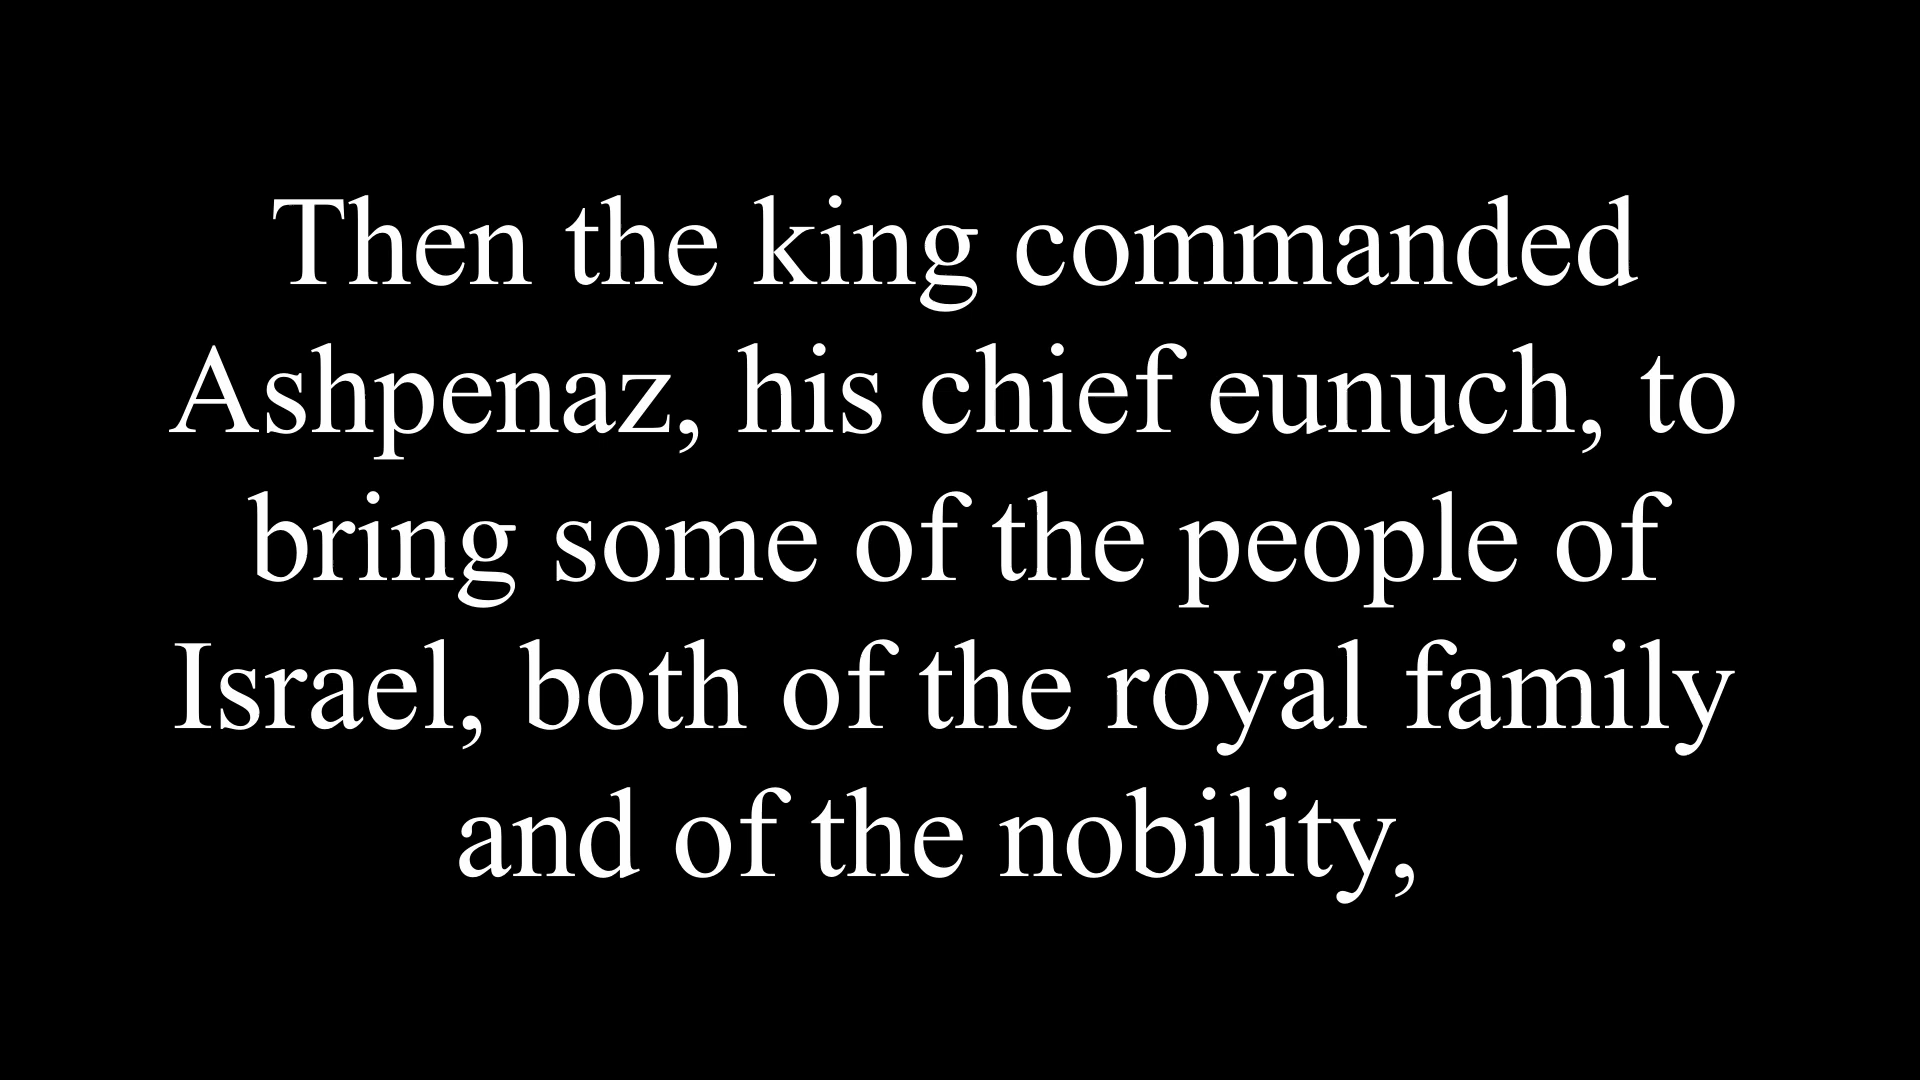 Then the king commanded
Ashpenaz, his chief eunuch, to
bring some of the people of
Israel, both of the royal family
and of the nobility,